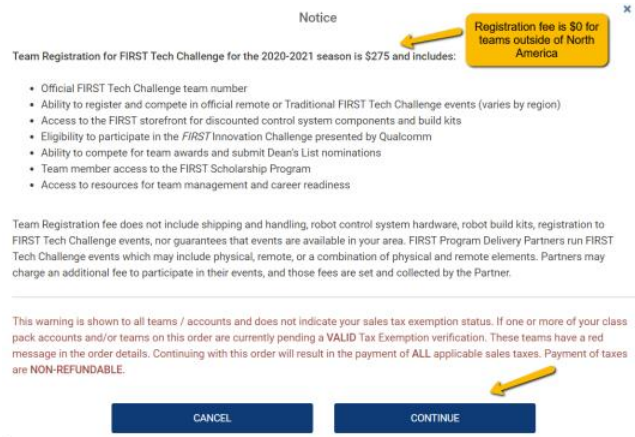 Notice
×
Registration fee is $0 for
teams outside of North
America
Team Registration for FIRST Tech Challenge for the 2020-2021 season is $275 and includes:
• Official FIRST Tech Challenge team number
• Ability to register and compete in official remote or Traditional FIRST Tech Challenge events (varies by region)
• Access to the FIRST storefront for discounted control system components and build kits
• Eligibility to participate in the FIRST Innovation Challenge presented by Qualcomm
• Ability to compete for team awards and submit Dean's List nominations
• Team member access to the FIRST Scholarship Program
• Access to resources for team management and career readiness
Team Registration fee does not include shipping and handling, robot control system hardware, robot build kits, registration to
FIRST Tech Challenge events, nor guarantees that events are available in your area. FIRST Program Delivery Partners run FIRST
Tech Challenge events which may include physical, remote, or a combination of physical and remote elements. Partners may
charge an additional fee to participate in their events, and those fees are set and collected by the Partner.
This warning is shown to all teams / accounts and does not indicate your sales tax exemption status. If one or more of your class
pack accounts and/or teams on this order are currently pending a VALID Tax Exemption verification. These teams have a red
message in the order details. Continuing with this order will result in the payment of ALL applicable sales taxes. Payment of taxes
are NON-REFUNDABLE.
CANCEL
CONTINUE